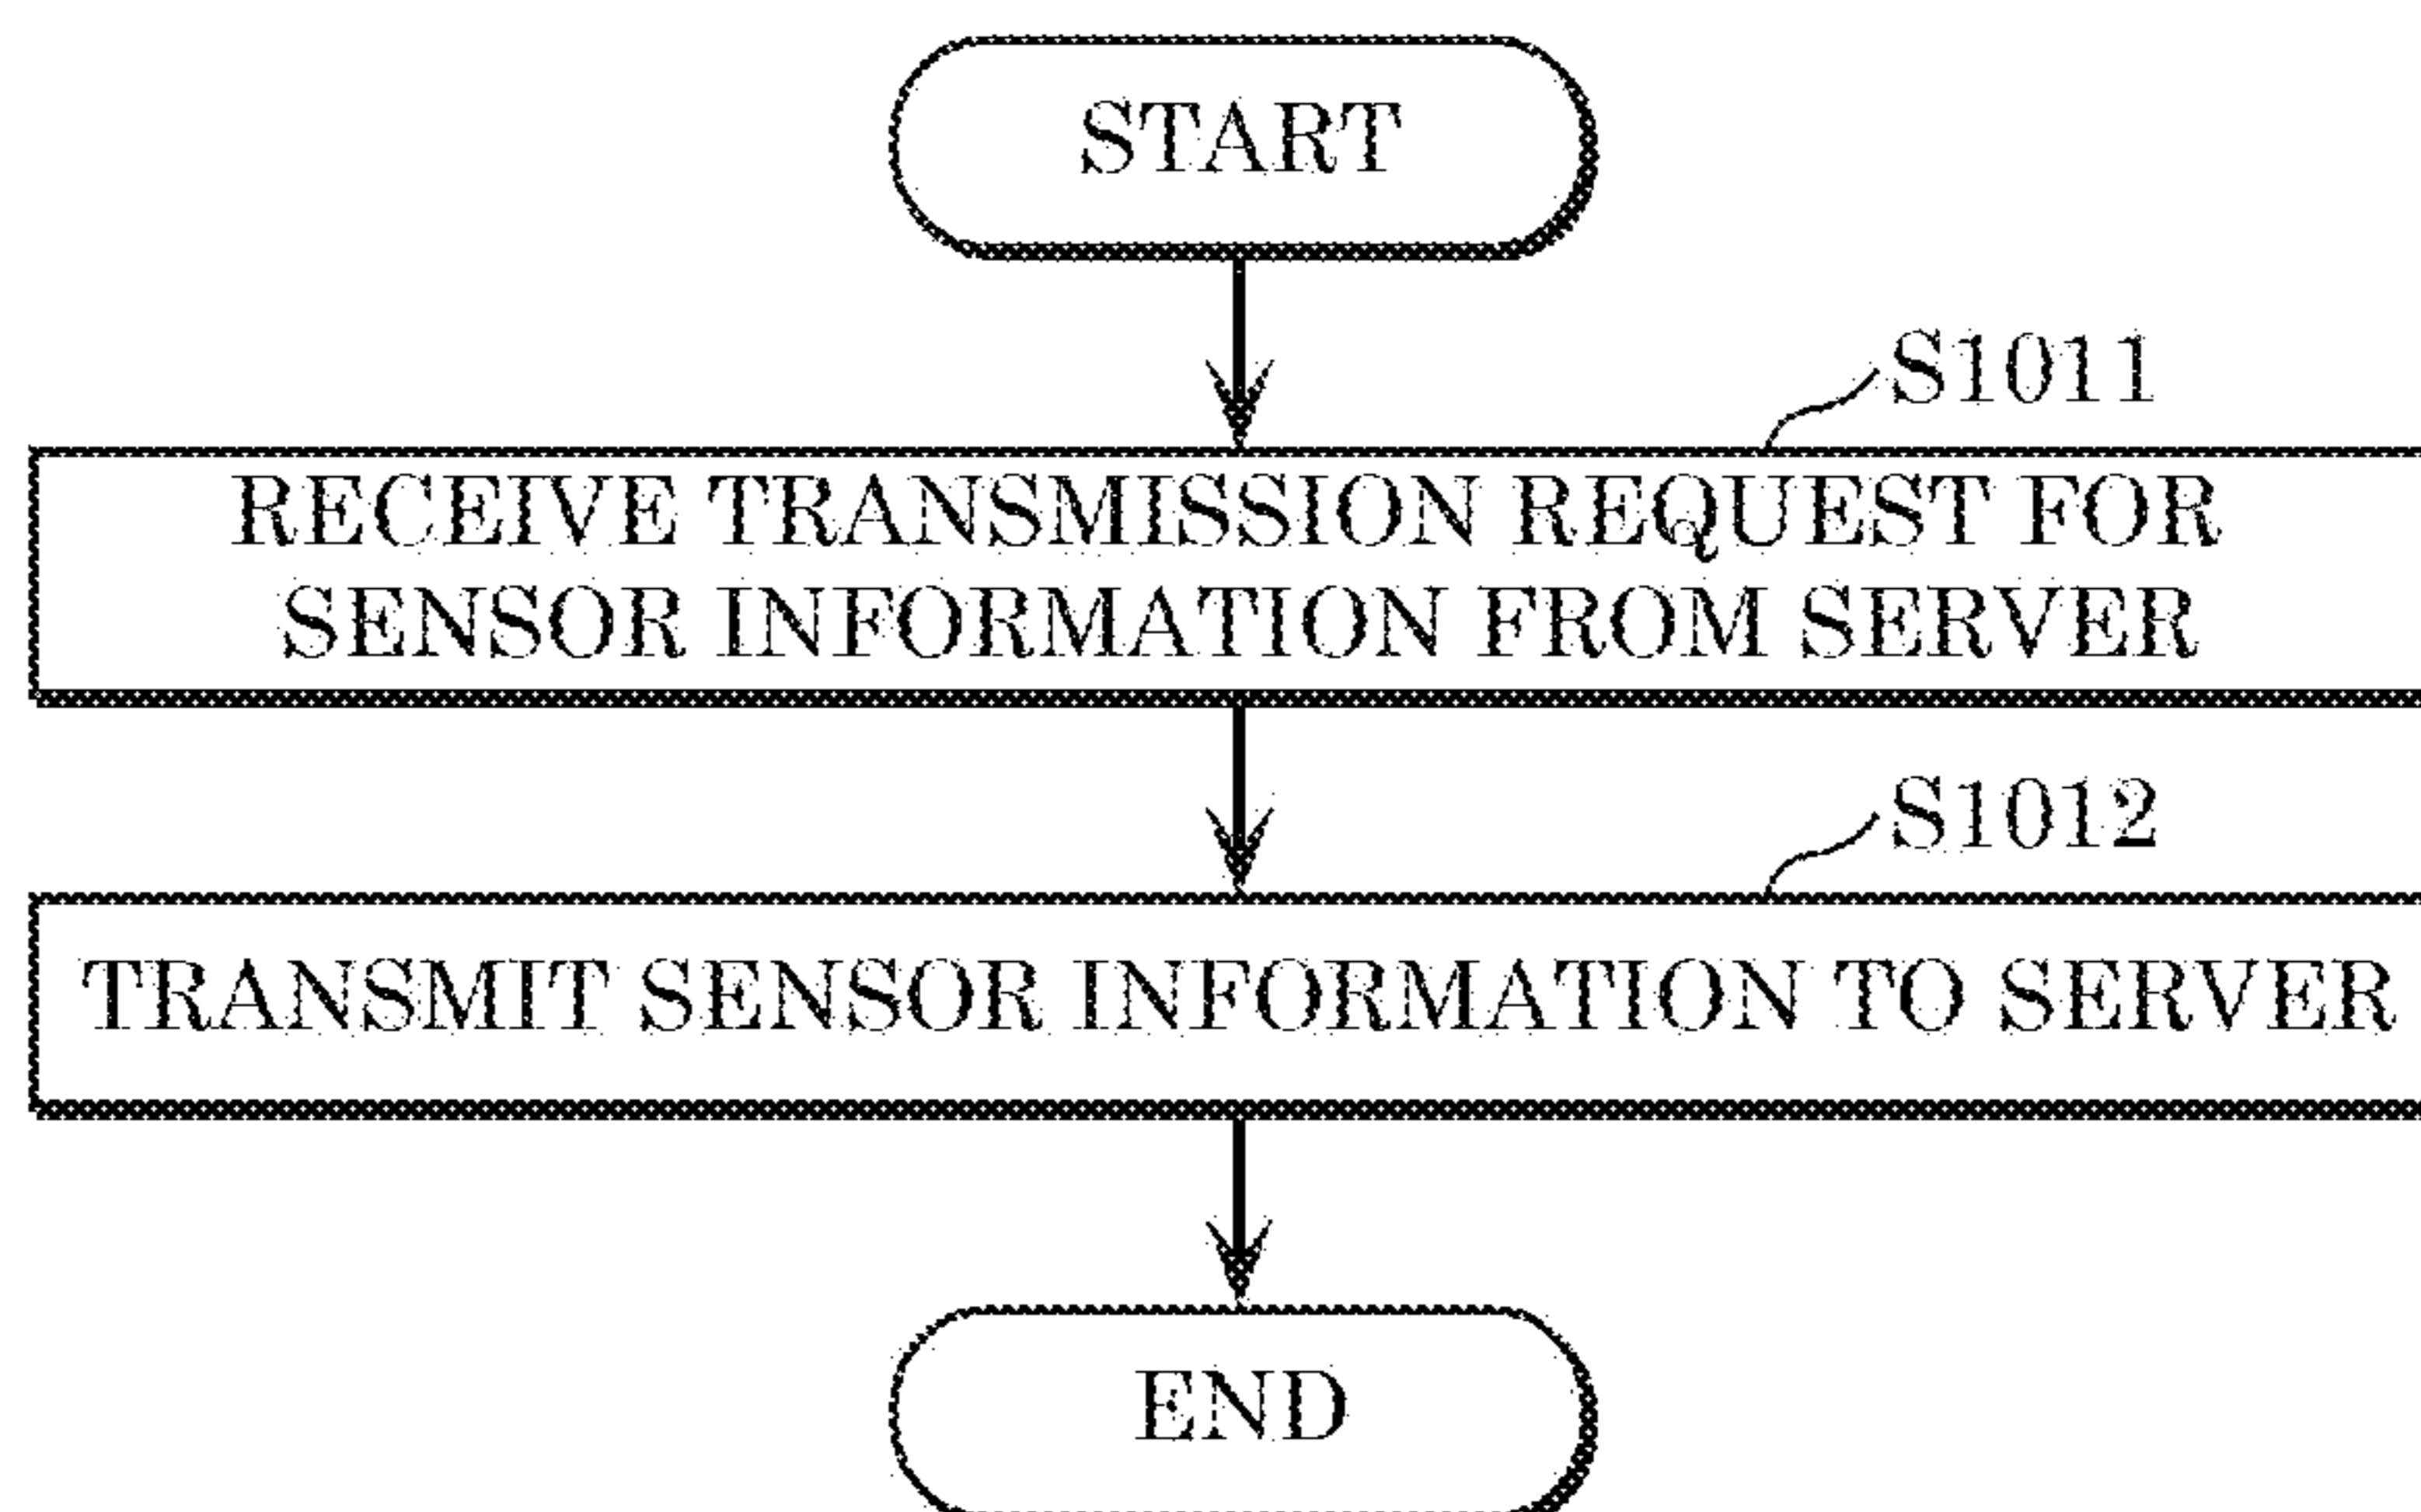 START
S1011
RECEIVE TRANSMISSION REQUEST FOR
SENSOR INFORMATION FROM SERVER
S1012
TRANSMIT SENSOR INFORMATION TO SERVER
END